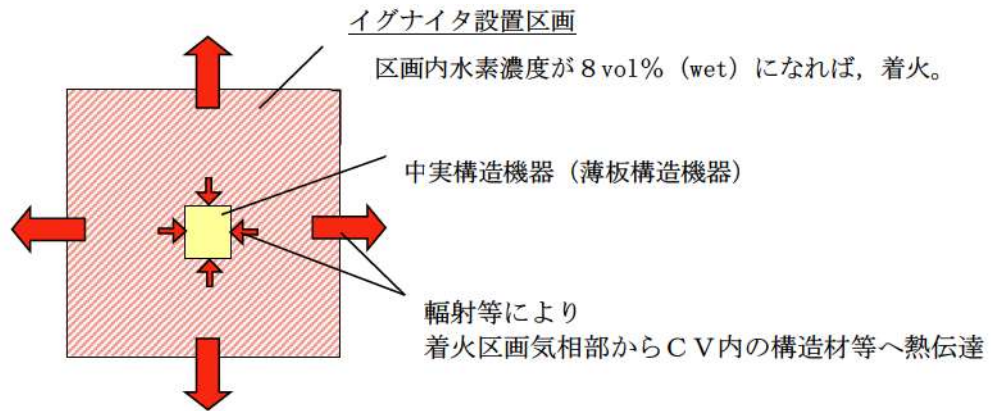 イグナイタ設置区画
区画内水素濃度が８vol％（wet）になれば，着火。
中実構造機器（薄板構造機器）
輻射等により
着火区画気相部からＣＶ内の構造材等へ熱伝達